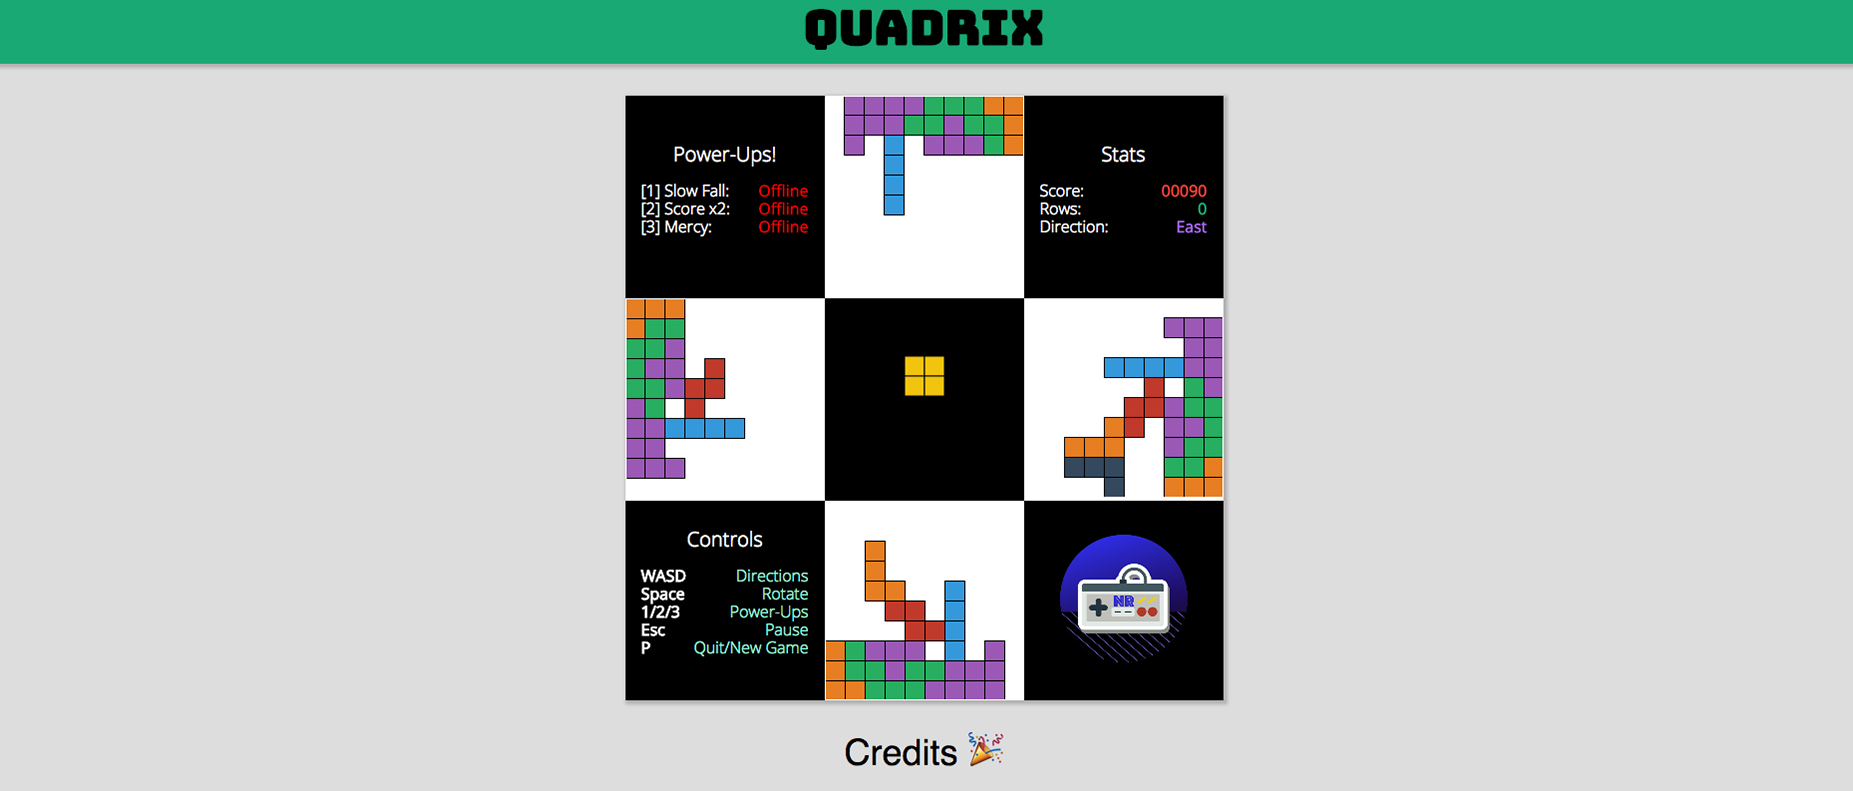 QUADRIX
Power-Ups!
[1] Slow Fall: Offline
[2] Score x2: Offline
[3] Mercy: Offline
Stats
Score: 00090
Rows: 0
Direction: East
Controls
WASD Directions
Space Rotate
1/2/3 Power-Ups
Esc Pause
P Quit/New Game
NR
Credits 🎉